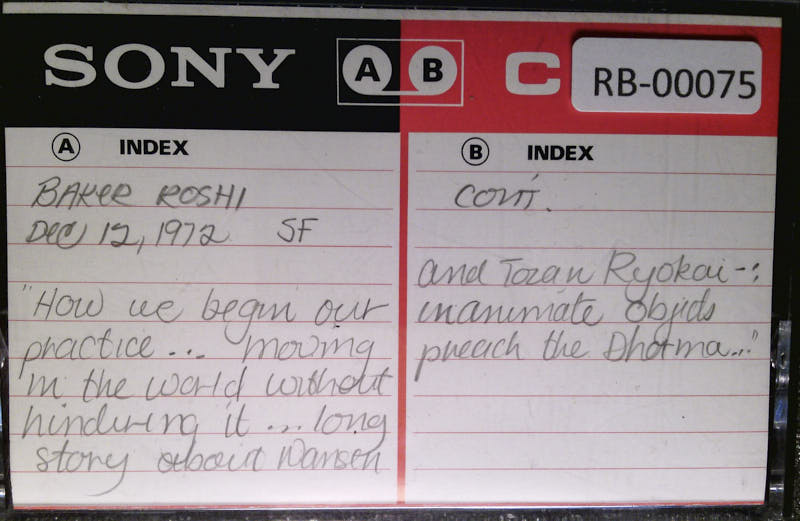 SONY A B C RB-00075
A INDEX
BAKER ROSHI
DEC 12, 1972 SF
"How we begin our
practice... moving
in the world without
hindering it ... long
story about Nansen
B INDEX
CONT.
and Tozan Ryokai-:
inanimate objects
preach the Dharma..."